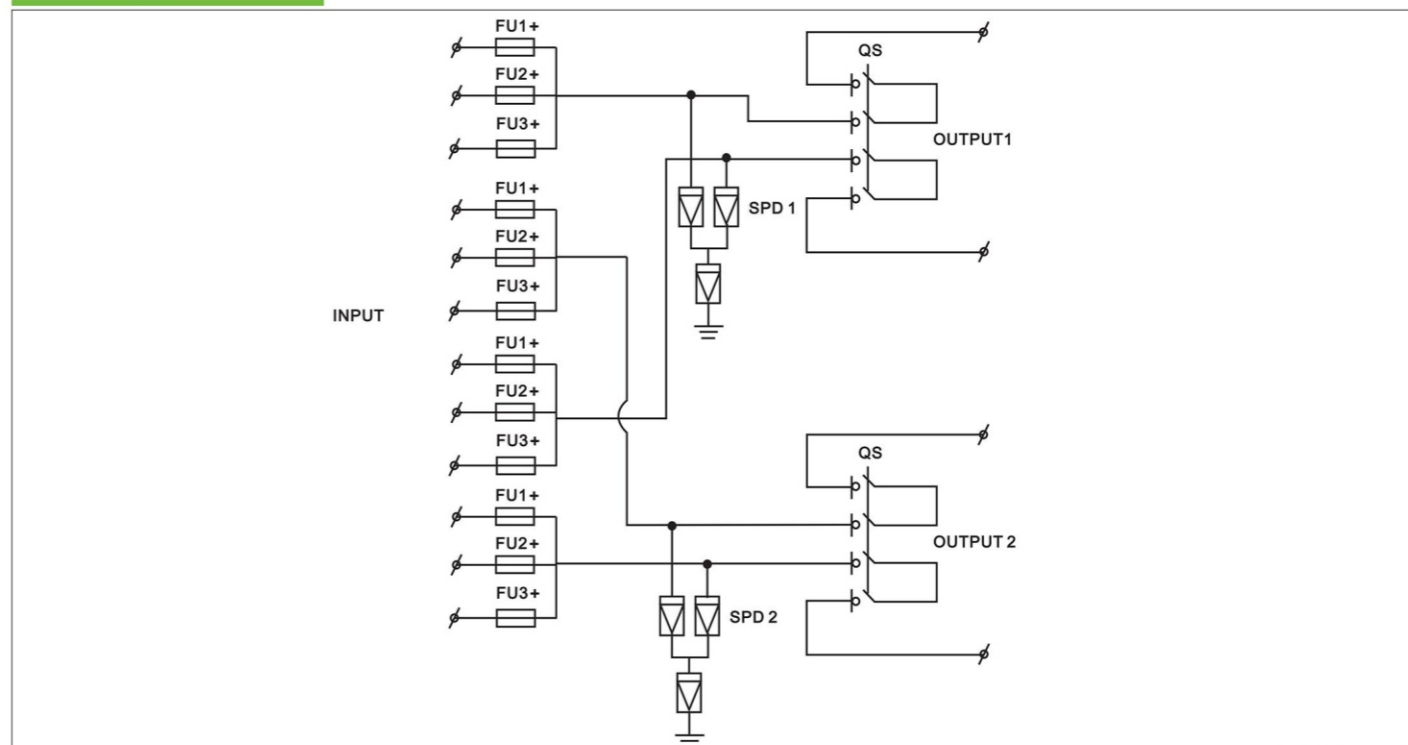 FU1+
FU2+
FU3+
FU1+
FU2+
FU3+
INPUT
FU1+
FU2+
FU3+
FU1+
FU2+
FU3+
QS
OUTPUT1
SPD 1
QS
OUTPUT 2
SPD 2